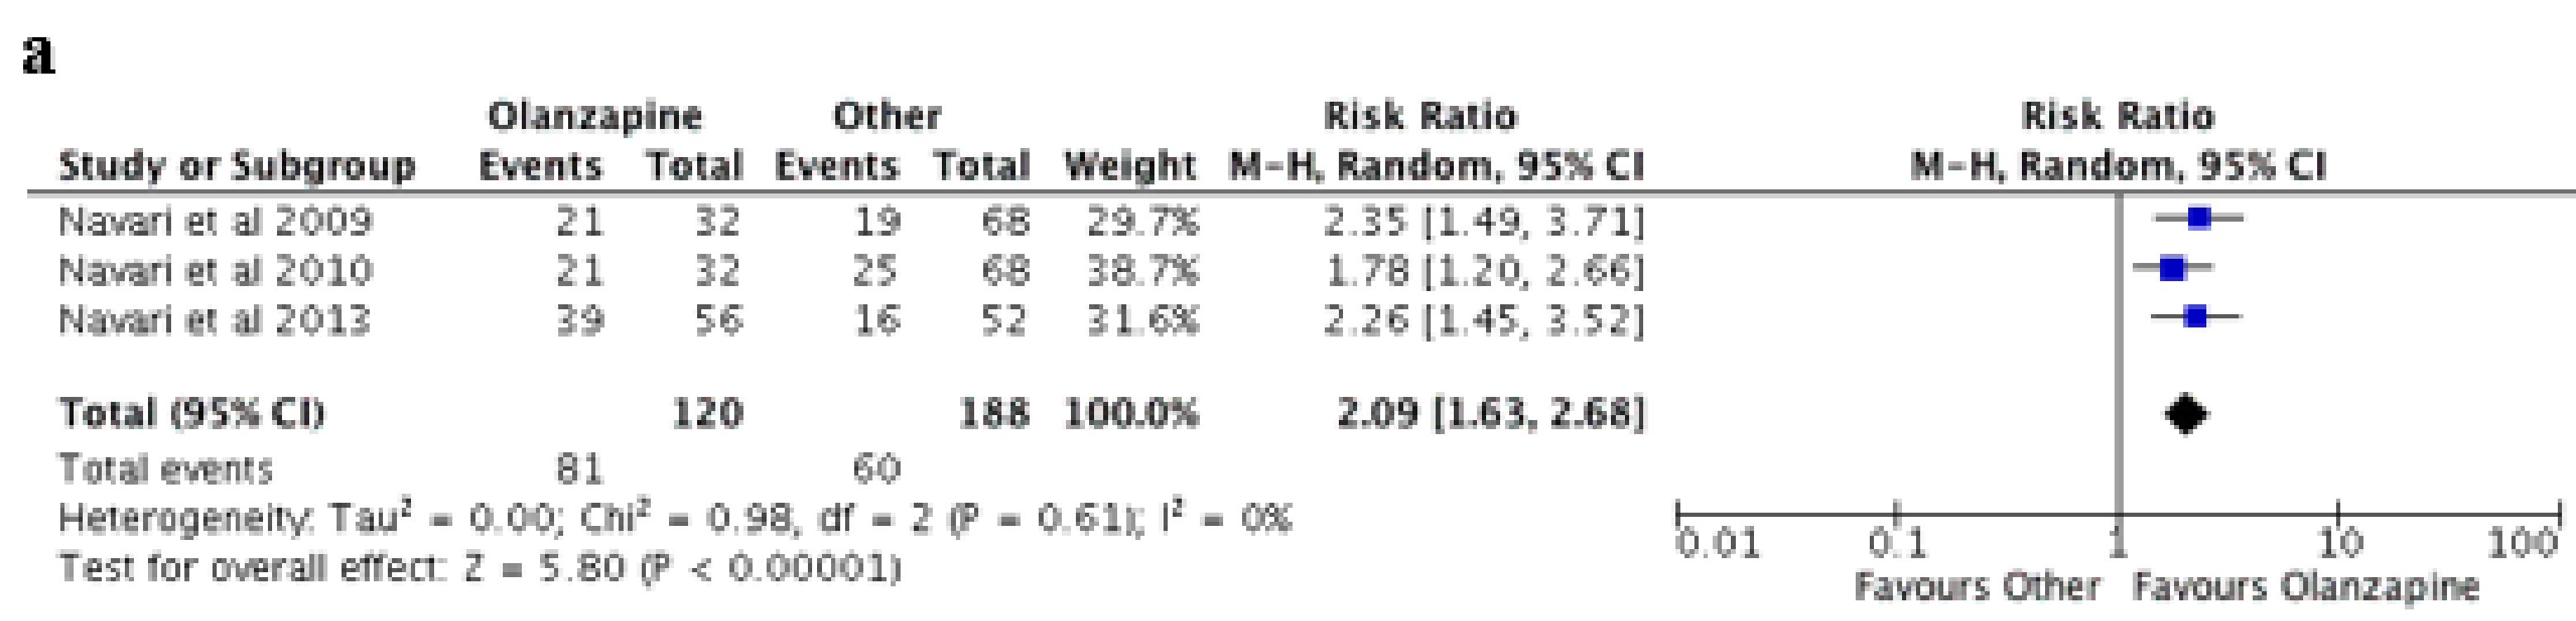 a
Olanzapine Other Risk Ratio Risk Ratio
Study or Subgroup Events Total Events Total Weight M-H, Random, 95% CI M-H, Random, 95% CI
Navari et al 2009 21 32 19 68 29.7% 2.35 [1.49, 3.71]
Navari et al 2010 21 32 25 68 38.7% 1.78 [1.20, 2.66]
Navari et al 2013 39 56 16 52 31.6% 2.26 [1.45, 3.52]
Total (95% CI) 120 188 100.0% 2.09 [1.63, 2.68]
Total events 81 60
Heterogeneity: Tau² = 0.00; Chi² = 0.98, df = 2 (P = 0.61); I² = 0%
Test for overall effect: Z = 5.80 (P < 0.00001)
0.01 0.1 1 10 100
Favours Other Favours Olanzapine